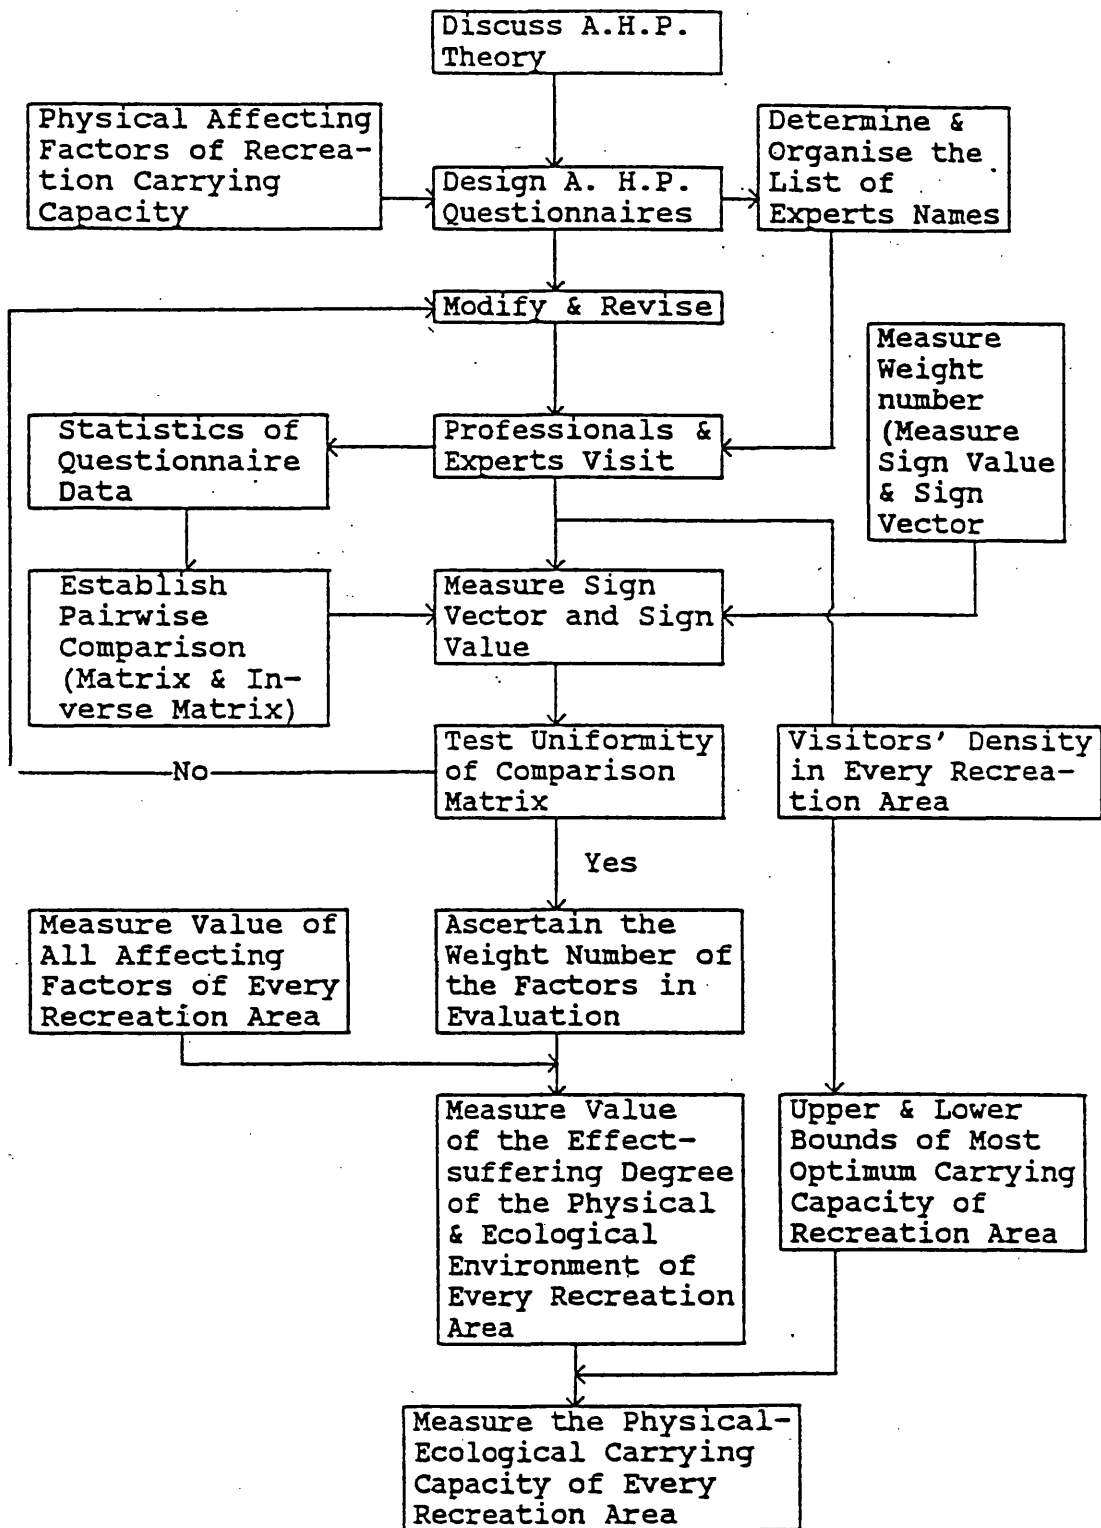 Discuss A.H.P.
Theory
Physical Affecting
Factors of Recrea-
tion Carrying
Capacity
Design A. H.P.
Questionnaires
Determine &
Organise the
List of
Experts Names
Modify & Revise
Measure
Weight
number
(Measure
Sign Value
& Sign
Vector
Statistics of
Questionnaire
Data
Professionals &
Experts Visit
Establish
Pairwise
Comparison
(Matrix & In-
verse Matrix)
Measure Sign
Vector and Sign
Value
No
Test Uniformity
of Comparison
Matrix
Visitors' Density
in Every Recrea-
tion Area
Yes
Measure Value of
All Affecting
Factors of Every
Recreation Area
Ascertain the
Weight Number of
the Factors in
Evaluation
Measure Value
of the Effect-
suffering Degree
of the Physical
& Ecological
Environment of
Every Recreation
Area
Upper & Lower
Bounds of Most
Optimum Carrying
Capacity of
Recreation Area
Measure the Physical-
Ecological Carrying
Capacity of Every
Recreation Area